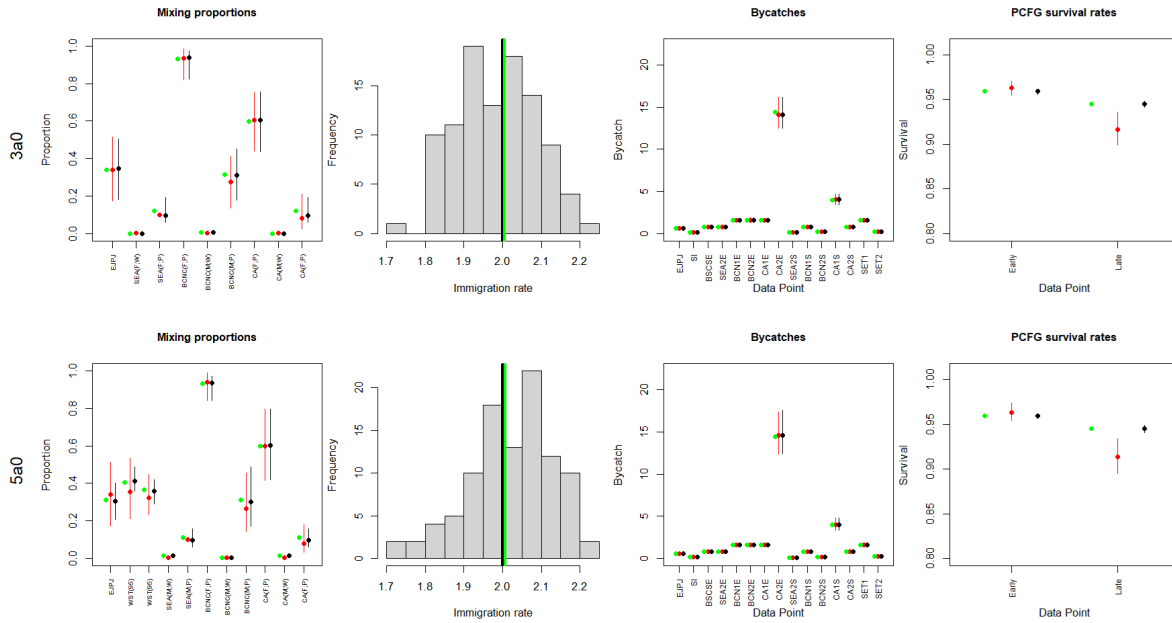 Mixing proportions
3a0
Proportion
1.0
0.8
0.6
0.4
0.2
0.0
EJPJ
SEA(F,W)
SEA(F,P)
BCNC(F,P)
BCNC(M,W)
BCNC(M,P)
CA(F,P)
CA(M,W)
CA(F,P)
Frequency
15
10
5
0
1.7 1.8 1.9 2.0 2.1 2.2
Immigration rate
Bycatches
Bycatch
20
15
10
5
0
EJPJ
SI
BSCSE
SEA2E
BCN1E
BCN2E
CA1E
CA2E
SEA2S
BCN1S
BCN2S
CA1S
CA2S
SET1
SET2
Data Point
PCFG survival rates
Survival
1.00
0.95
0.90
0.85
0.80
Early
Late
Data Point
Mixing proportions
5a0
Proportion
1.0
0.8
0.6
0.4
0.2
0.0
EJPJ
WST(95)
WST(95)
SEA(M,W)
SEA(M,P)
BCNC(F,P)
BCNC(M,W)
BCNC(M,P)
CA(F,P)
CA(M,W)
CA(F,P)
Frequency
20
15
10
5
0
1.7 1.8 1.9 2.0 2.1 2.2
Immigration rate
Bycatches
Bycatch
20
15
10
5
0
EJPJ
SI
BSCSE
SEA2E
BCN1E
BCN2E
CA1E
CA2E
SEA2S
BCN1S
BCN2S
CA1S
CA2S
SET1
SET2
Data Point
PCFG survival rates
Survival
1.00
0.95
0.90
0.85
0.80
Early
Late
Data Point